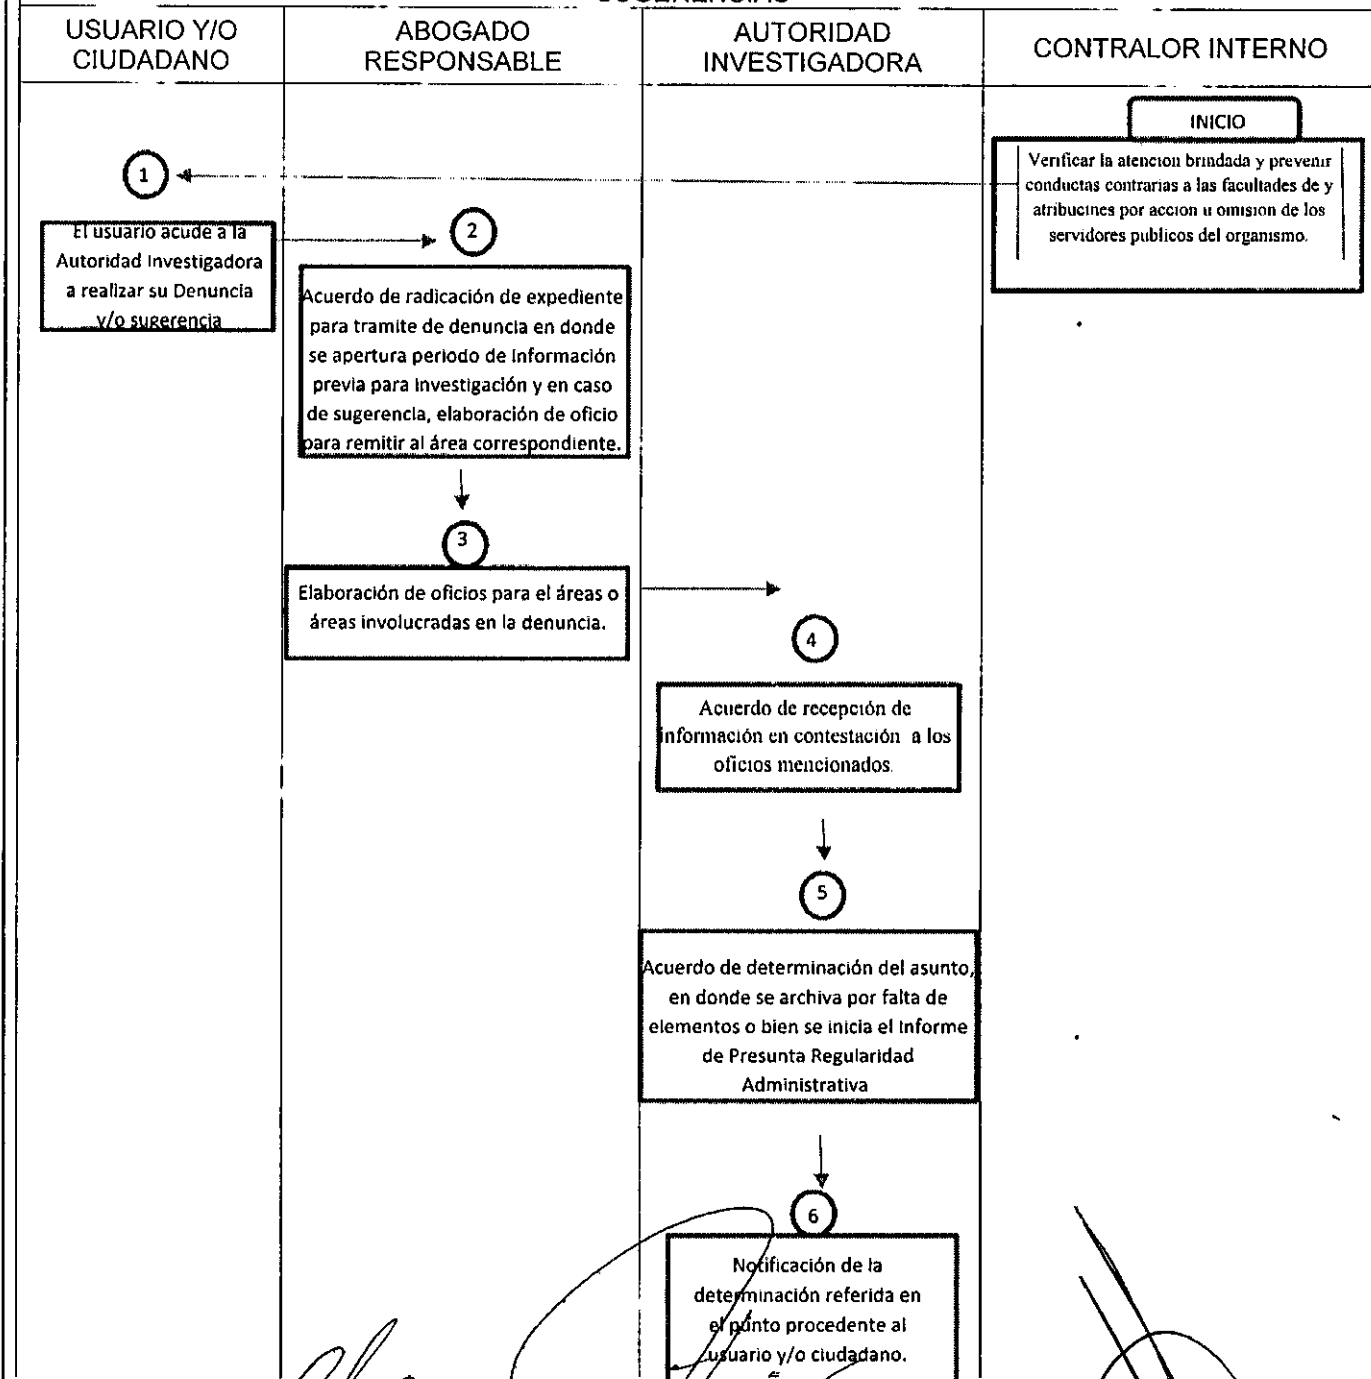 USUARIO Y/O
CIUDADANO
ABOGADO
RESPONSABLE
AUTORIDAD
INVESTIGADORA
CONTRALOR INTERNO
INICIO
Verificar la atencion brindada y prevenir
conductas contrarias a las facultades de y
atribucines por accion u omision de los
servidores publicos del organismo.
1
El usuario acude a la
Autoridad Investigadora
a realizar su Denuncia
y/o sugerencia
2
Acuerdo de radicación de expediente
para tramite de denuncia en donde
se apertura periodo de Información
previa para investigación y en caso
de sugerencia, elaboración de oficio
para remitir al área correspondiente.
3
Elaboración de oficios para el áreas o
áreas involucradas en la denuncia.
4
Acuerdo de recepción de
información en contestación a los
oficios mencionados.
5
Acuerdo de determinación del asunto,
en donde se archiva por falta de
elementos o bien se inicia el Informe
de Presunta Regularidad
Administrativa
6
Notificación de la
determinación referida en
el punto procedente al
usuario y/o ciudadano.